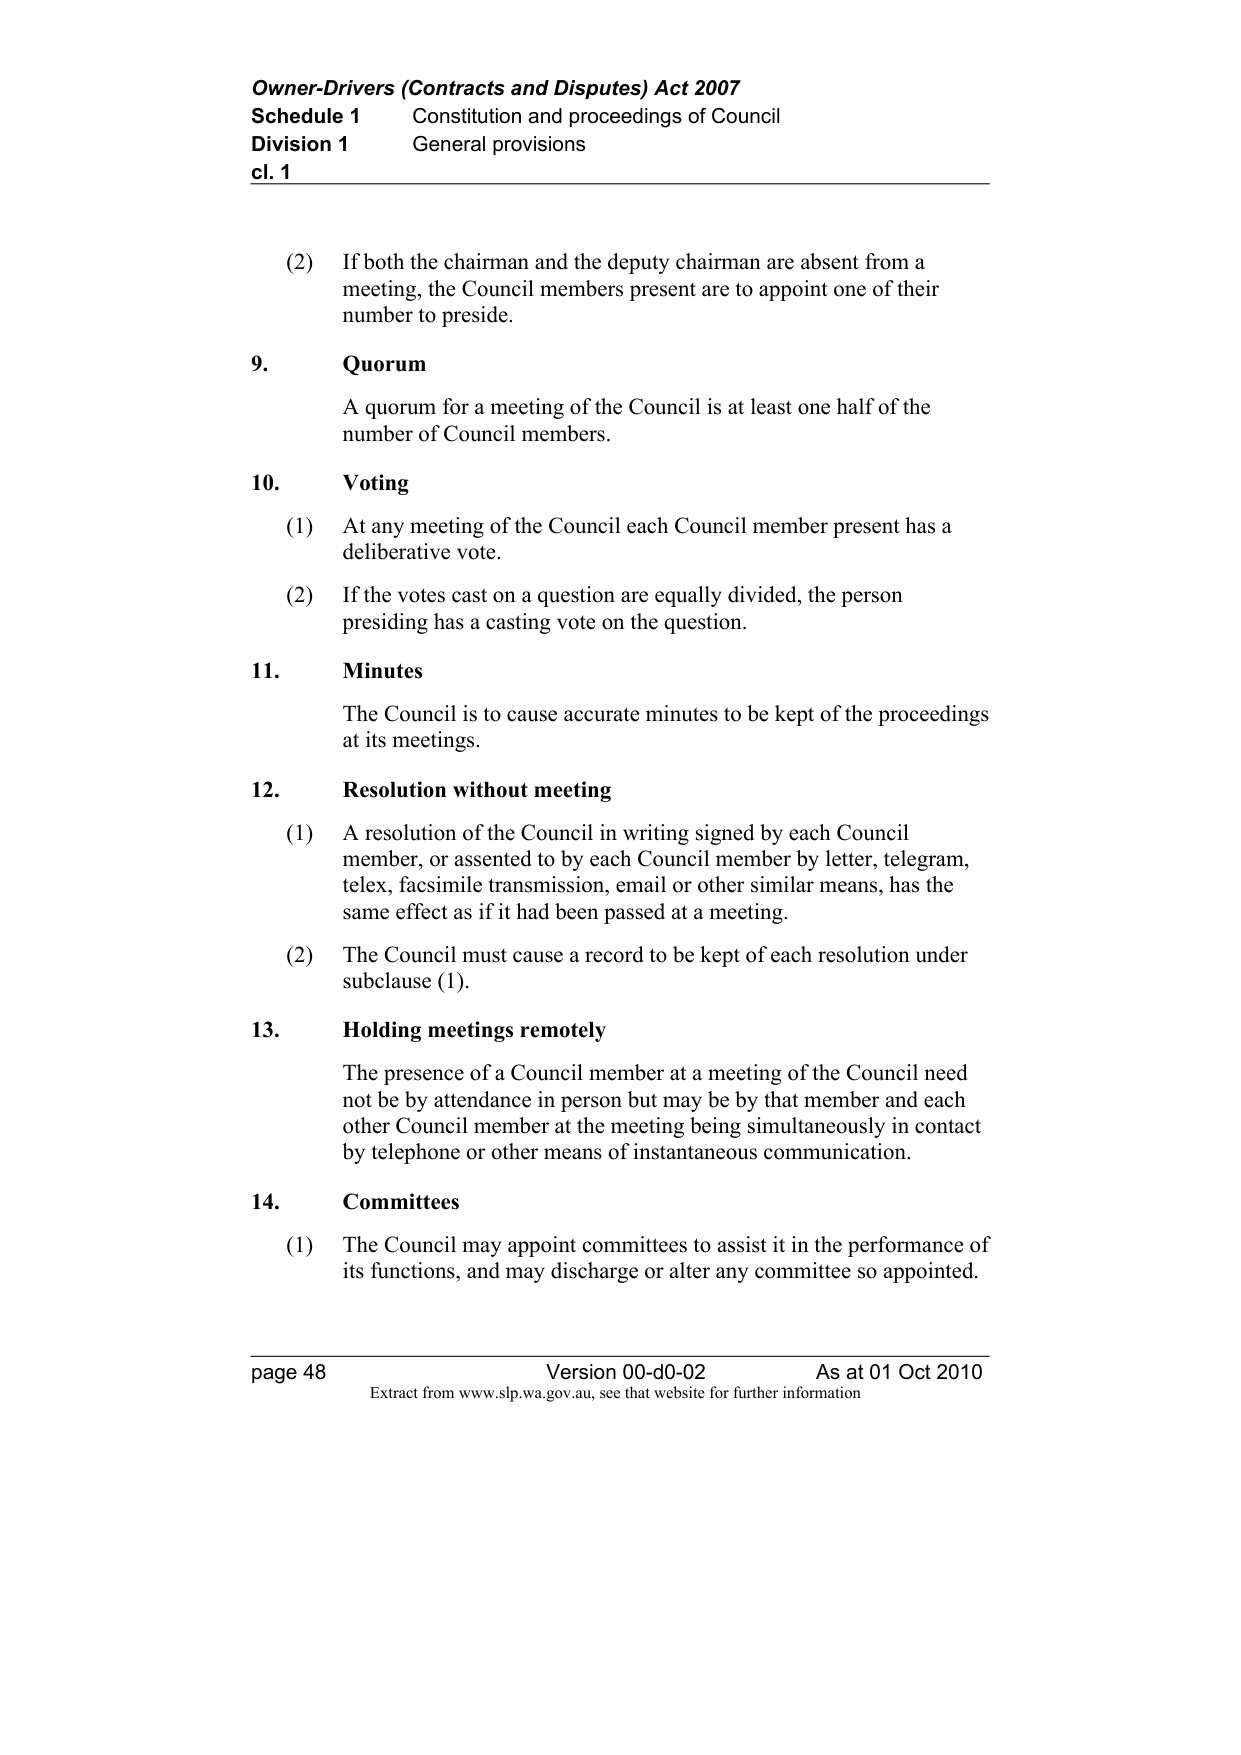 Owner-Drivers (Contracts and Disputes) Act 2007
Schedule 1 Constitution and proceedings of Council
Division 1 General provisions
cl. 1
(2) If both the chairman and the deputy chairman are absent from a
meeting, the Council members present are to appoint one of their
number to preside.
9. Quorum
A quorum for a meeting of the Council is at least one half of the
number of Council members.
10. Voting
(1) At any meeting of the Council each Council member present has a
deliberative vote.
(2) If the votes cast on a question are equally divided, the person
presiding has a casting vote on the question.
11. Minutes
The Council is to cause accurate minutes to be kept of the proceedings
at its meetings.
12. Resolution without meeting
(1) A resolution of the Council in writing signed by each Council
member, or assented to by each Council member by letter, telegram,
telex, facsimile transmission, email or other similar means, has the
same effect as if it had been passed at a meeting.
(2) The Council must cause a record to be kept of each resolution under
subclause (1).
13. Holding meetings remotely
The presence of a Council member at a meeting of the Council need
not be by attendance in person but may be by that member and each
other Council member at the meeting being simultaneously in contact
by telephone or other means of instantaneous communication.
14. Committees
(1) The Council may appoint committees to assist it in the performance of
its functions, and may discharge or alter any committee so appointed.
page 48 Version 00-d0-02 As at 01 Oct 2010
Extract from www.slp.wa.gov.au, see that website for further information